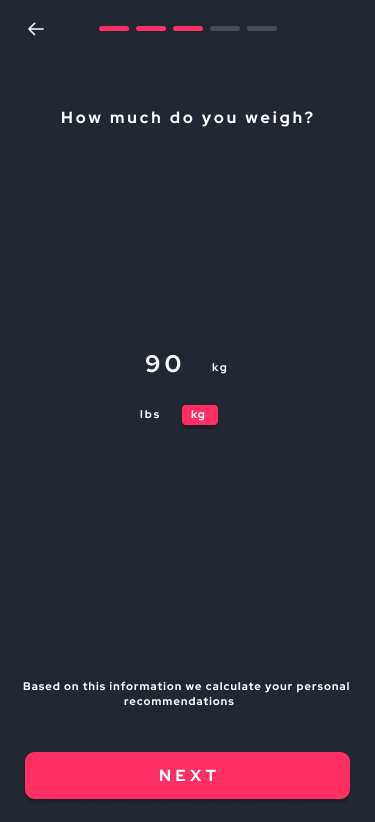 How much do you weigh?
90 kg
lbs kg
Based on this information we calculate your personal
recommendations
NEXT